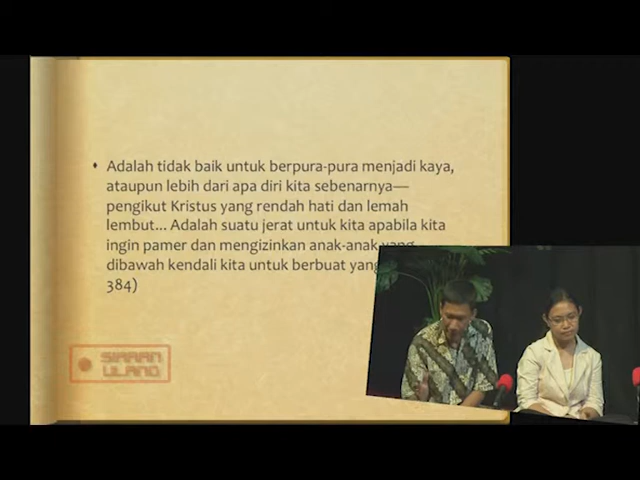 • Adalah tidak baik untuk berpura-pura menjadi kaya,
ataupun lebih dari apa diri kita sebenarnya—
pengikut Kristus yang rendah hati dan lemah
lembut... Adalah suatu jerat untuk kita apabila kita
ingin pamer dan mengizinkan anak-anak yang
dibawah kendali kita untuk berbuat yang
384)
SIARAN
ULANG